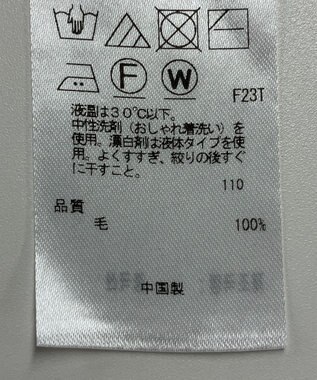 F W
F23T
液温は30℃以下。
中性洗剤（おしゃれ着洗い）を
使用。漂白剤は液体タイプを使
用。よくすすぎ、絞りの後すぐ
に干すこと。
110
品質
毛 100%
中国製